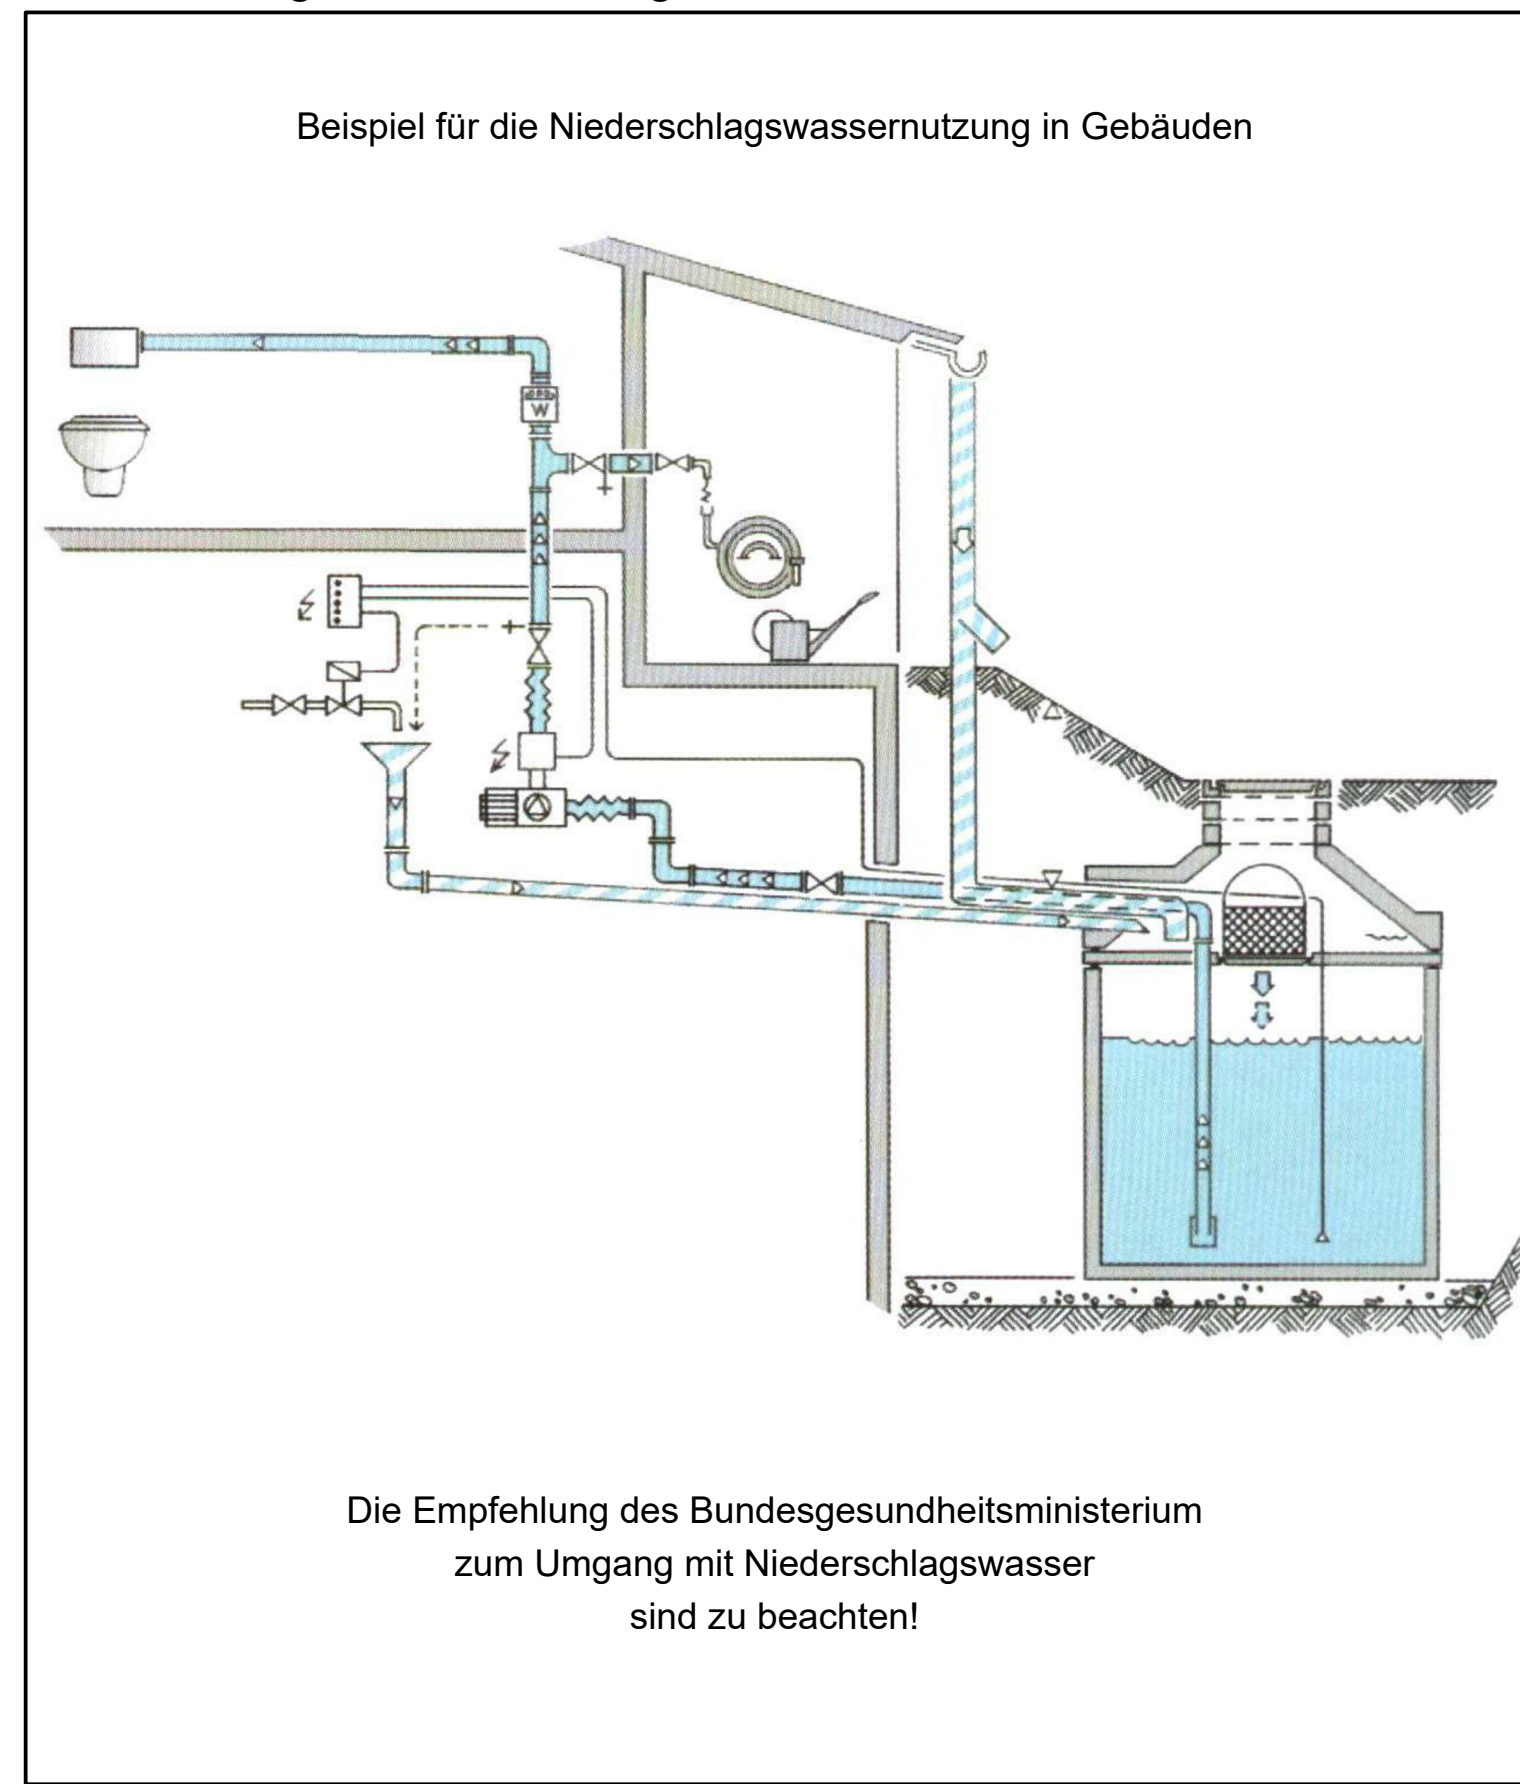 Beispiel für die Niederschlagswassernutzung in Gebäuden
W
Die Empfehlung des Bundesgesundheitsministerium
zum Umgang mit Niederschlagswasser
sind zu beachten!